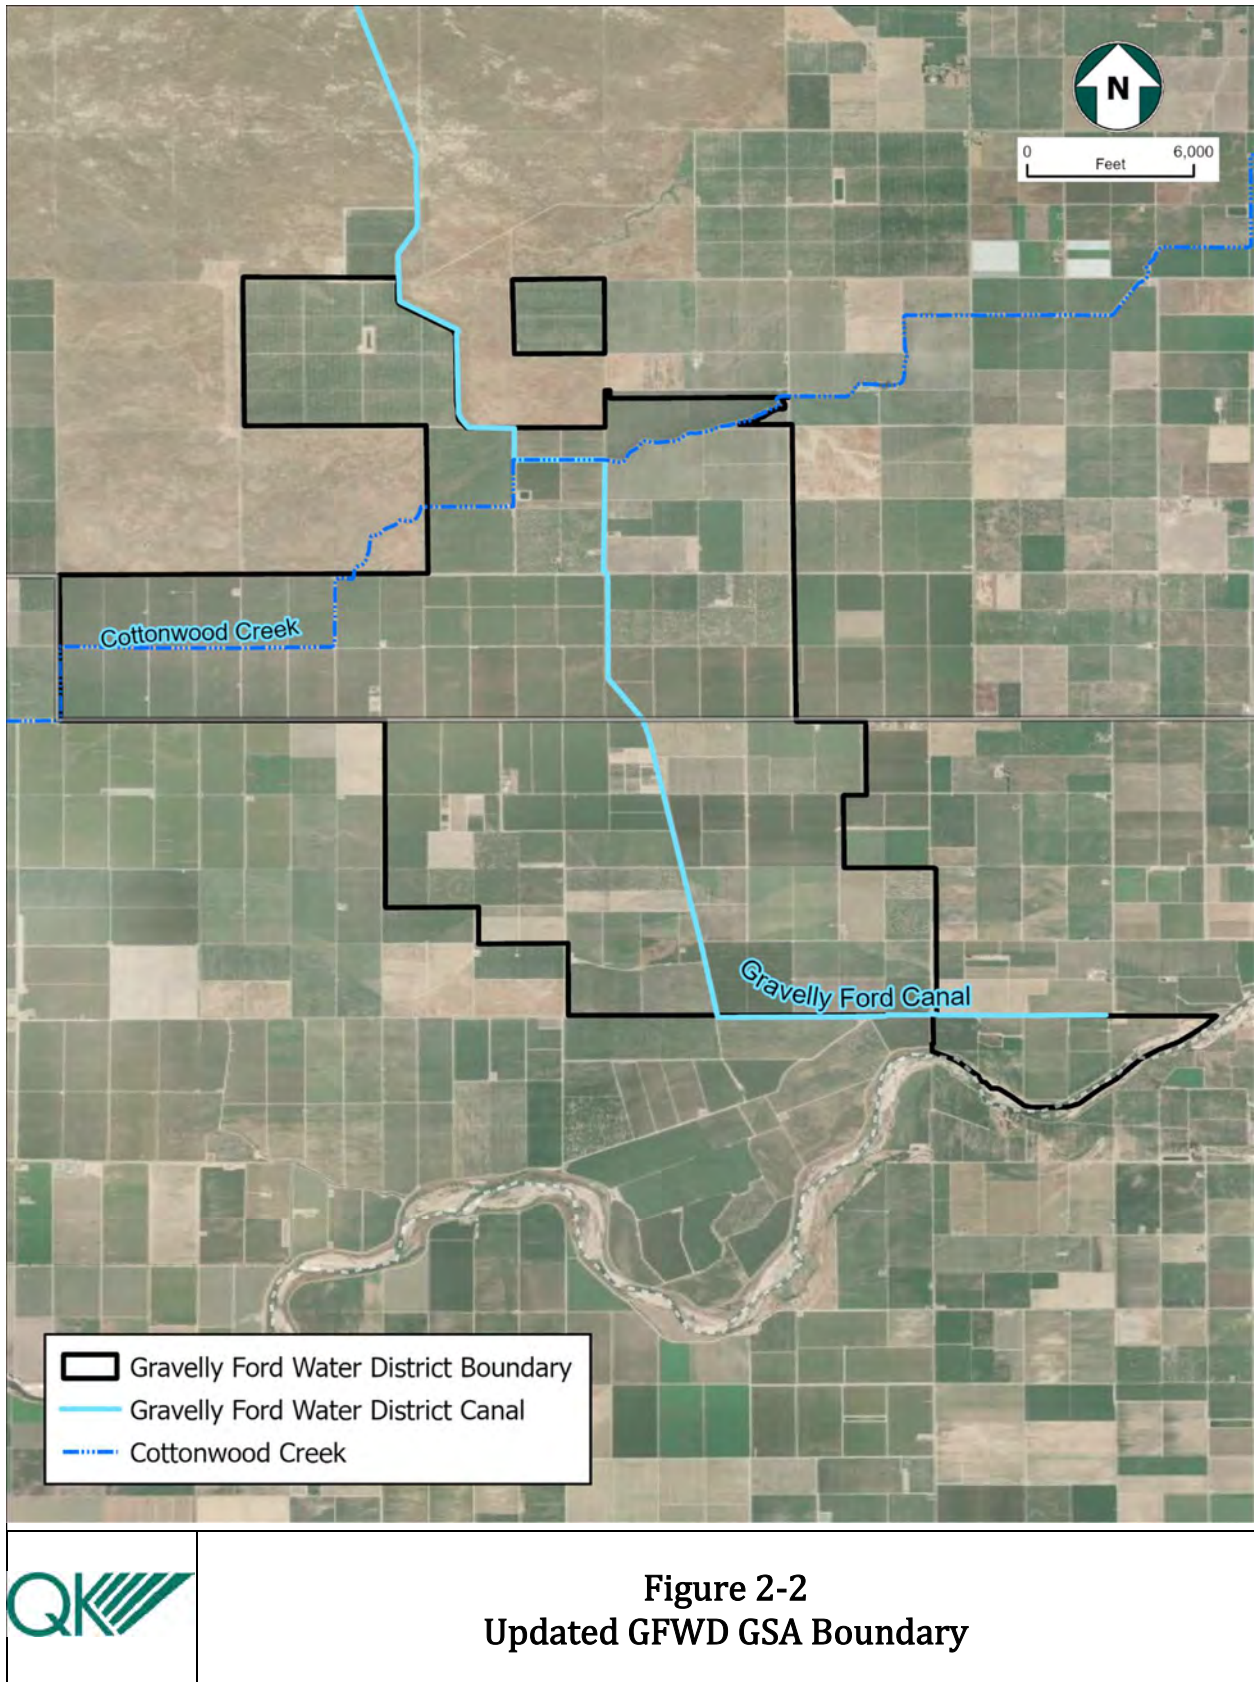 N
0 6,000
Feet
Cottonwood Creek
Gravelly Ford Canal
Gravelly Ford Water District Boundary
Gravelly Ford Water District Canal
Cottonwood Creek
QK
Figure 2-2
Updated GFWD GSA Boundary